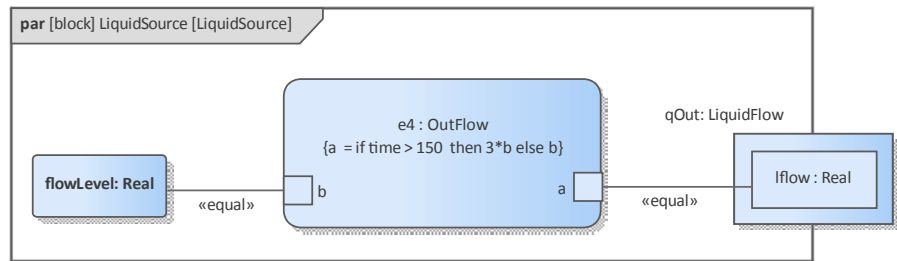 par [block] LiquidSource [LiquidSource]
e4 : OutFlow
{a = if time > 150 then 3*b else b}
qOut: LiquidFlow
flowLevel: Real
«equal»
b
a
«equal»
lflow : Real